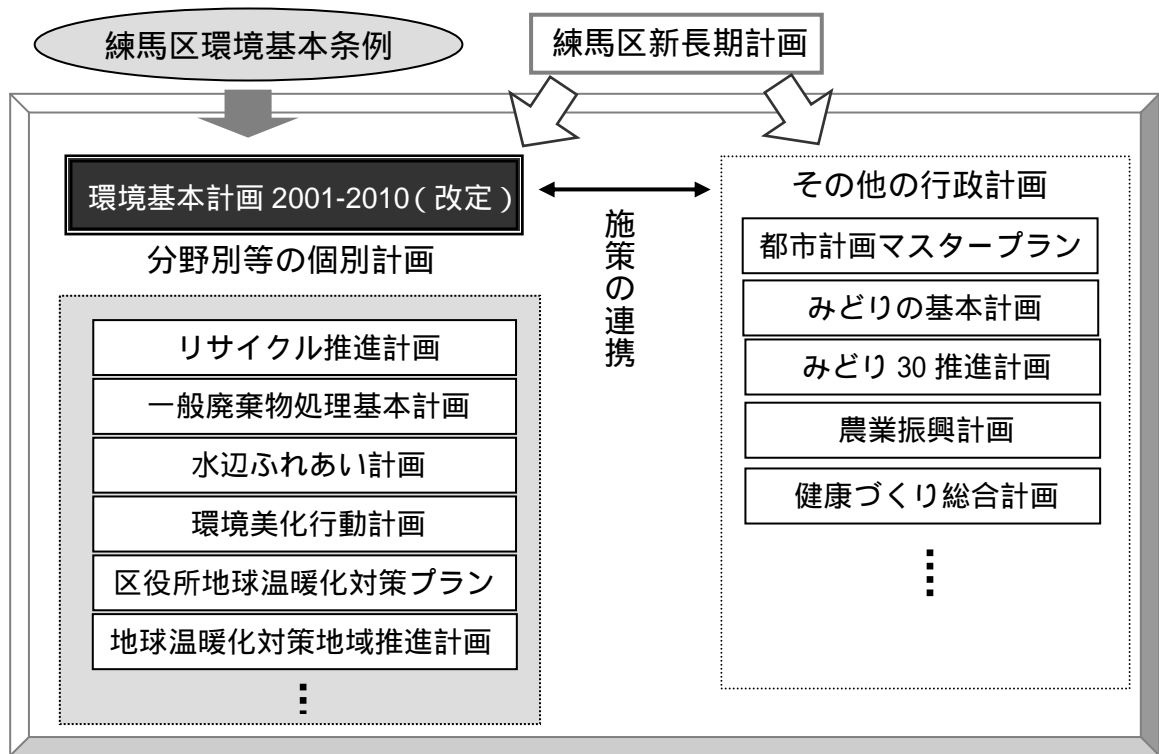 練馬区環境基本条例
練馬区新長期計画
環境基本計画 2001-2010(改定)
分野別等の個別計画
リサイクル推進計画
一般廃棄物処理基本計画
水辺ふれあい計画
環境美化行動計画
区役所地球温暖化対策プラン
地球温暖化対策地域推進計画
⋮
施策の連携
その他の行政計画
都市計画マスタープラン
みどりの基本計画
みどり 30 推進計画
農業振興計画
健康づくり総合計画
⋮